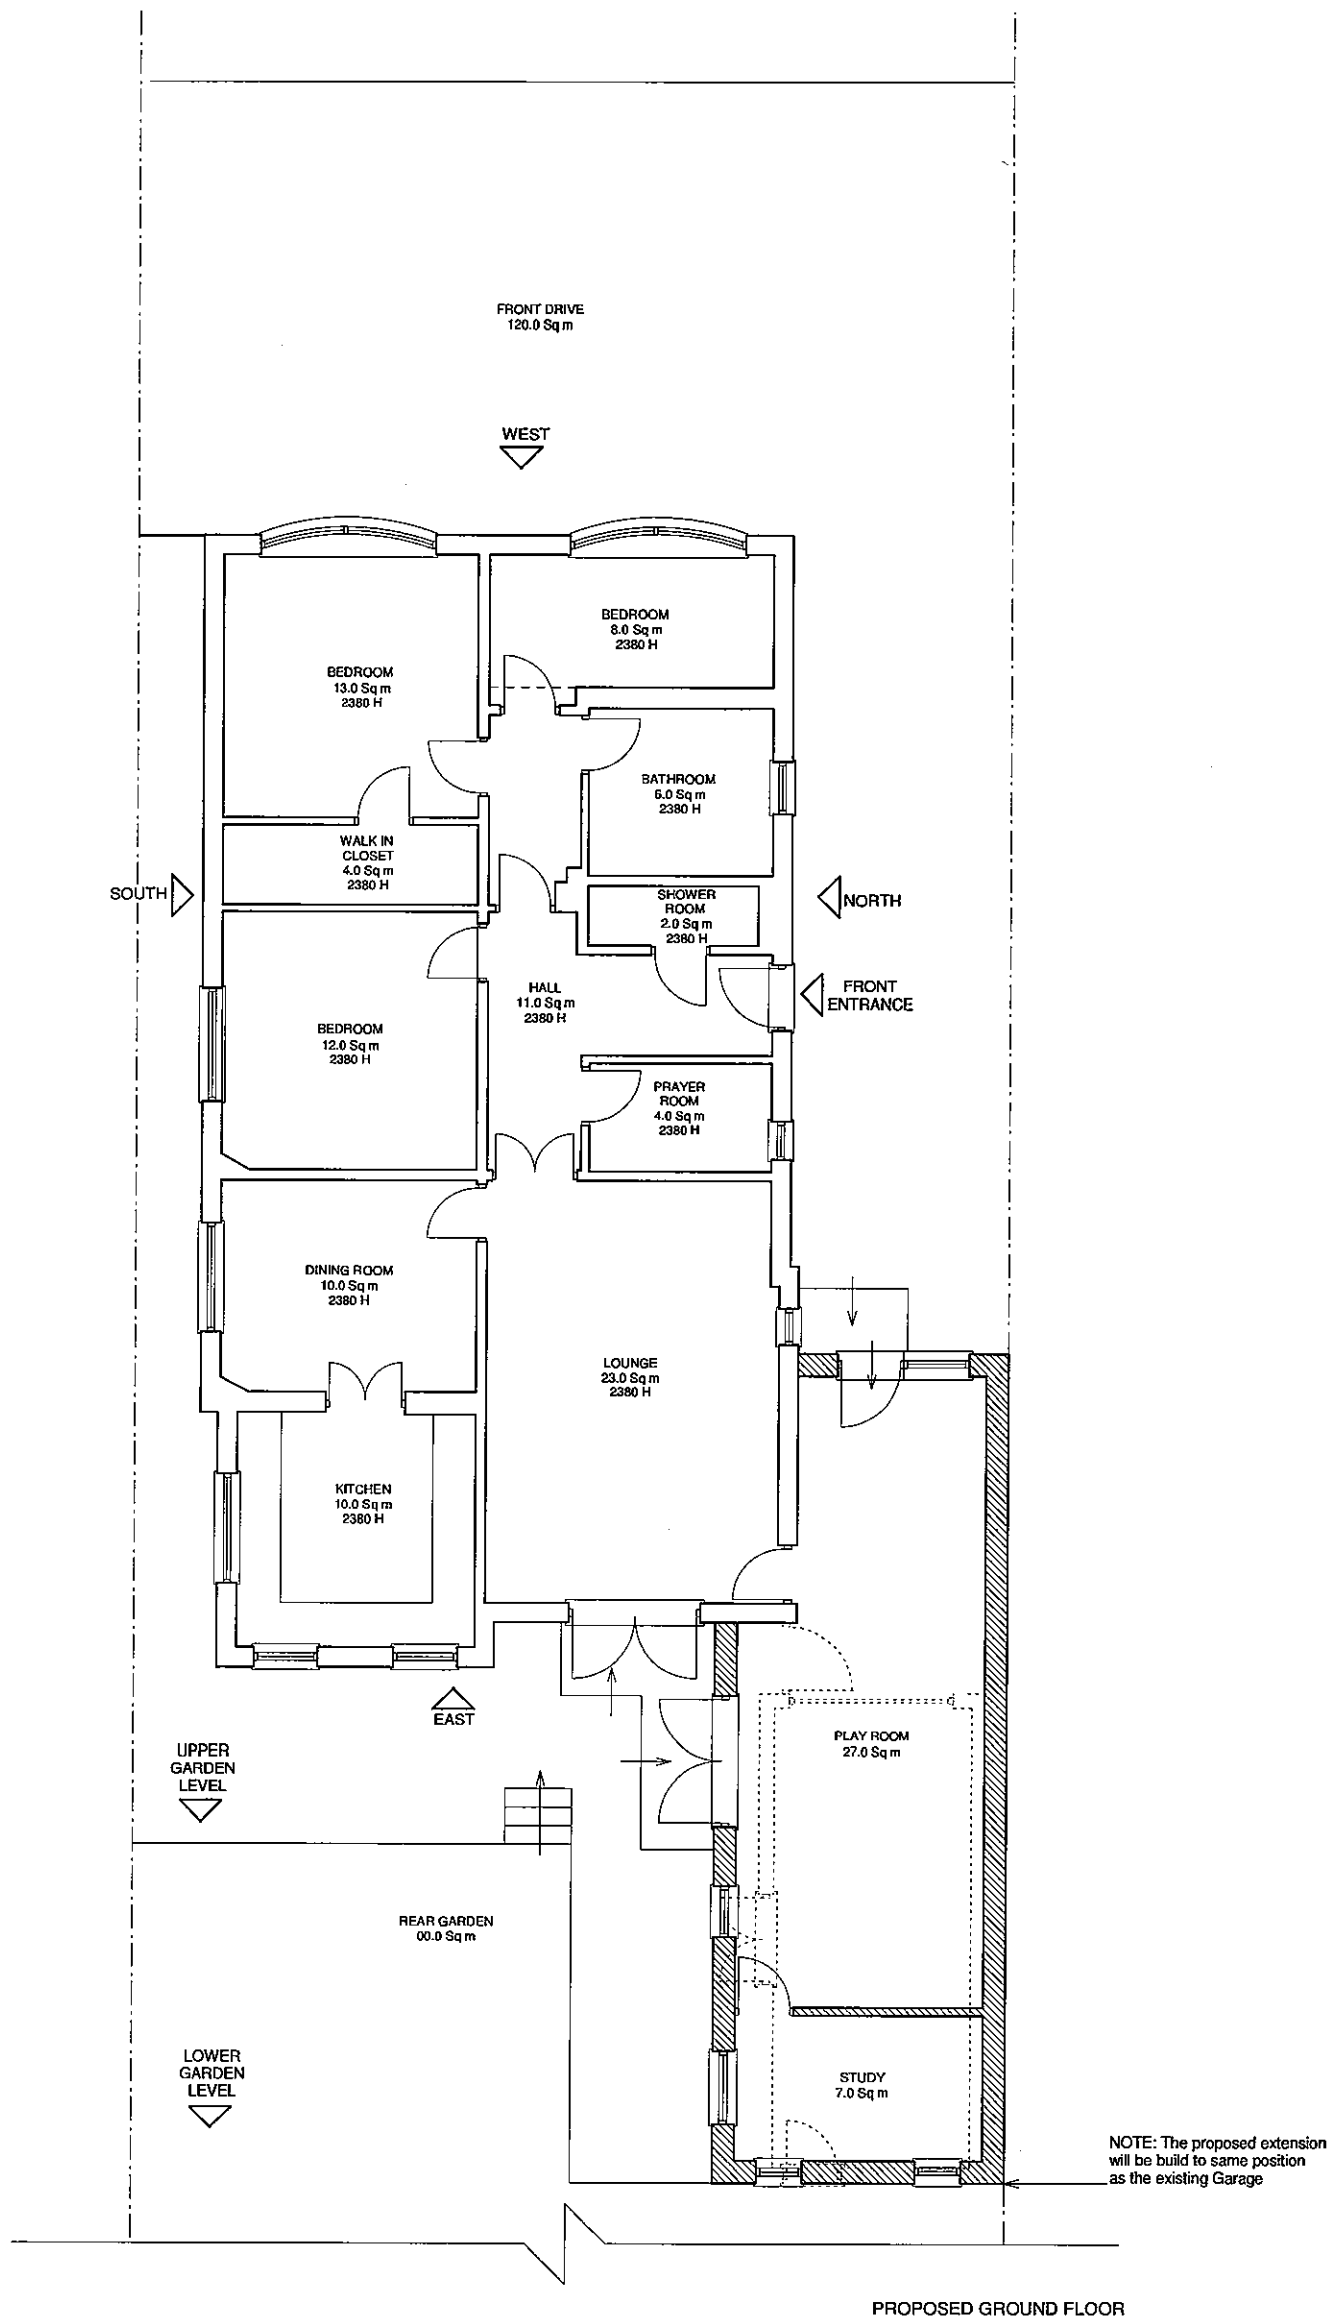 FRONT DRIVE
120.0 Sq m
WEST
BEDROOM
8.0 Sq m
2380 H
BEDROOM
13.0 Sq m
2380 H
BATHROOM
6.0 Sq m
2380 H
WALK IN
CLOSET
4.0 Sq m
2380 H
SOUTH
SHOWER
ROOM
2.0 Sq m
2380 H
NORTH
HALL
11.0 Sq m
2380 H
FRONT
ENTRANCE
BEDROOM
12.0 Sq m
2380 H
PRAYER
ROOM
4.0 Sq m
2380 H
DINING ROOM
10.0 Sq m
2380 H
LOUNGE
23.0 Sq m
2380 H
KITCHEN
10.0 Sq m
2380 H
EAST
UPPER
GARDEN
LEVEL
PLAY ROOM
27.0 Sq m
REAR GARDEN
00.0 Sq m
LOWER
GARDEN
LEVEL
STUDY
7.0 Sq m
NOTE: The proposed extension
will be build to same position
as the existing Garage
PROPOSED GROUND FLOOR